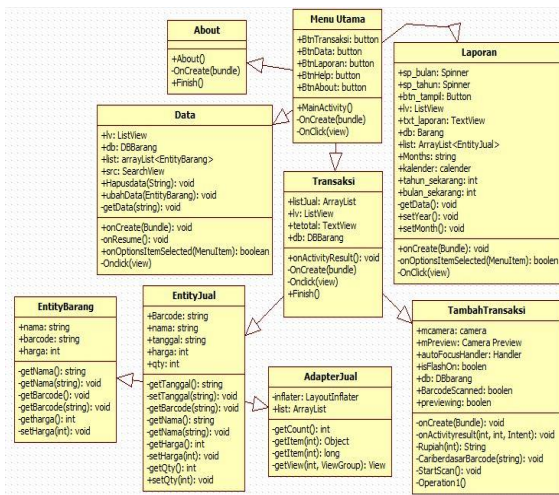 Menu Utama
+BtnTransaksi: button
+BtnData: button
+BtnLaporan: button
+BtnHelp: button
+BtnAbout: button
+MainActivity()
-OnCreate(bundle)
-OnClick(view)
About
+About()
-OnCreate(bundle)
+Finish()
Laporan
+sp_bulan: Spinner
+sp_tahun: Spinner
+btn_tampil: Button
+lv: ListView
+txt_laporan: TextView
+db: Barang
+list: ArrayList<EntityJual>
+Months: string
+kalender: calender
+tahun_sekarang: int
+bulan_sekarang: int
-getData(): void
-setYear(): void
-setMonth(): void
+onCreate(Bundle): void
-onOptionsItemSelected(MenuItem): boolen
-OnClick(view)
Data
+lv: ListView
+db: DBBarang
+list: arrayList<EntityBarang>
+src: SearchView
-Hapusdata(String): void
-ubahData(EntityBarang): void
-getData(string): void
+onCreate(Bundle): void
-onResume(): void
+onOptionsItemSelected(MenuItem): boolean
-Onclick(view)
Transaksi
+listJual: ArrayList
+lv: ListView
+tetotal: TextView
+db: DBBarang
+onActivityResult(): void
-OnCreate(bundle)
-OnClick(view)
+Finish()
EntityBarang
+nama: string
+barcode: string
+harga: int
-getNama(): string
-getNama(string): void
-getBarcode(): void
-getBarcode(string): void
-getharga(): int
-setHarga(int): void
EntityJual
+Barcode: string
+nama: string
+tanggal: string
+harga: int
+qty: int
-getTanggal(): string
-setTanggal(string): void
-getBarcode(string): void
-getNama(): string
-getNama(string): void
-getHarga(): int
-setHarga(int): void
-getQty(): int
+setQty(int): void
AdapterJual
-inflater: LayoutInflater
+list: ArrayList
-getCount(): int
-getItem(int): Object
-getItem(int): long
-getView(int, ViewGroup): View
TambahTransaksi
+mcamera: camera
+mPreview: Camera Preview
+autoFocusHandler: Handler
+isFlashOn: boolen
+db: DBbarang
+BarcodeScanned: boolen
+previewing: boolen
-onCreate(Bundle): void
-onActivityresult(int, int, Intent): void
-Rupiah(int): String
-CariberdasarBarcode(string): void
-StartScan(): void
-Operation1()